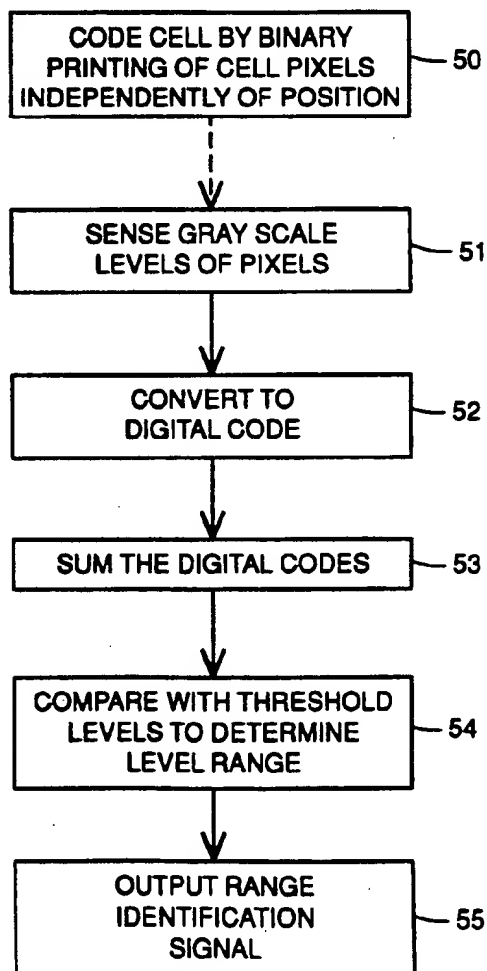 CODE CELL BY BINARY
PRINTING OF CELL PIXELS
INDEPENDENTLY OF POSITION
50
SENSE GRAY SCALE
LEVELS OF PIXELS
51
CONVERT TO
DIGITAL CODE
52
SUM THE DIGITAL CODES
53
COMPARE WITH THRESHOLD
LEVELS TO DETERMINE
LEVEL RANGE
54
OUTPUT RANGE
IDENTIFICATION
SIGNAL
55